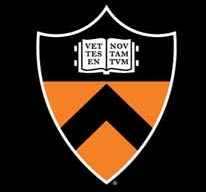 VET NOV
TES TAM
EN TVM
®